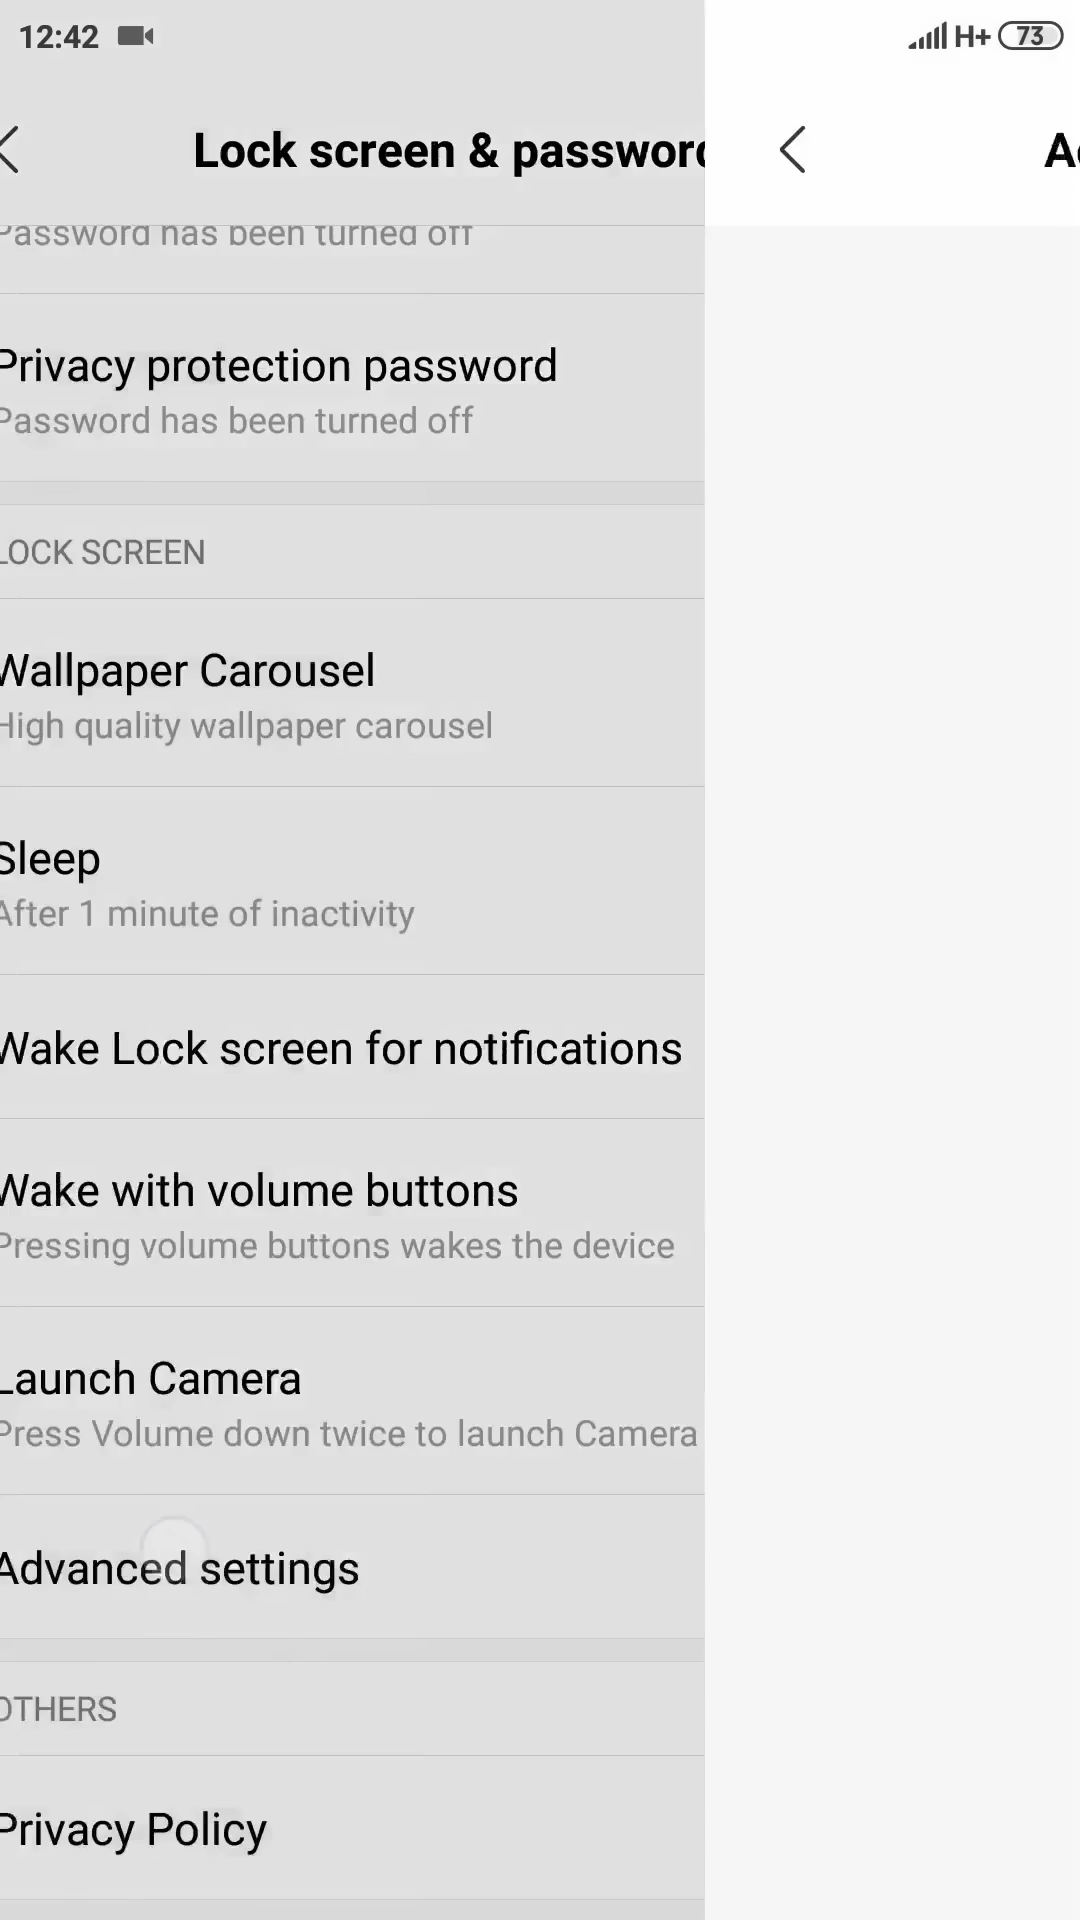 12:42 H+ 73
Lock screen & password
Password has been turned off
Privacy protection password
Password has been turned off
LOCK SCREEN
Wallpaper Carousel
High quality wallpaper carousel
Sleep
After 1 minute of inactivity
Wake Lock screen for notifications
Wake with volume buttons
Pressing volume buttons wakes the device
Launch Camera
Press Volume down twice to launch Camera
Advanced settings
OTHERS
Privacy Policy